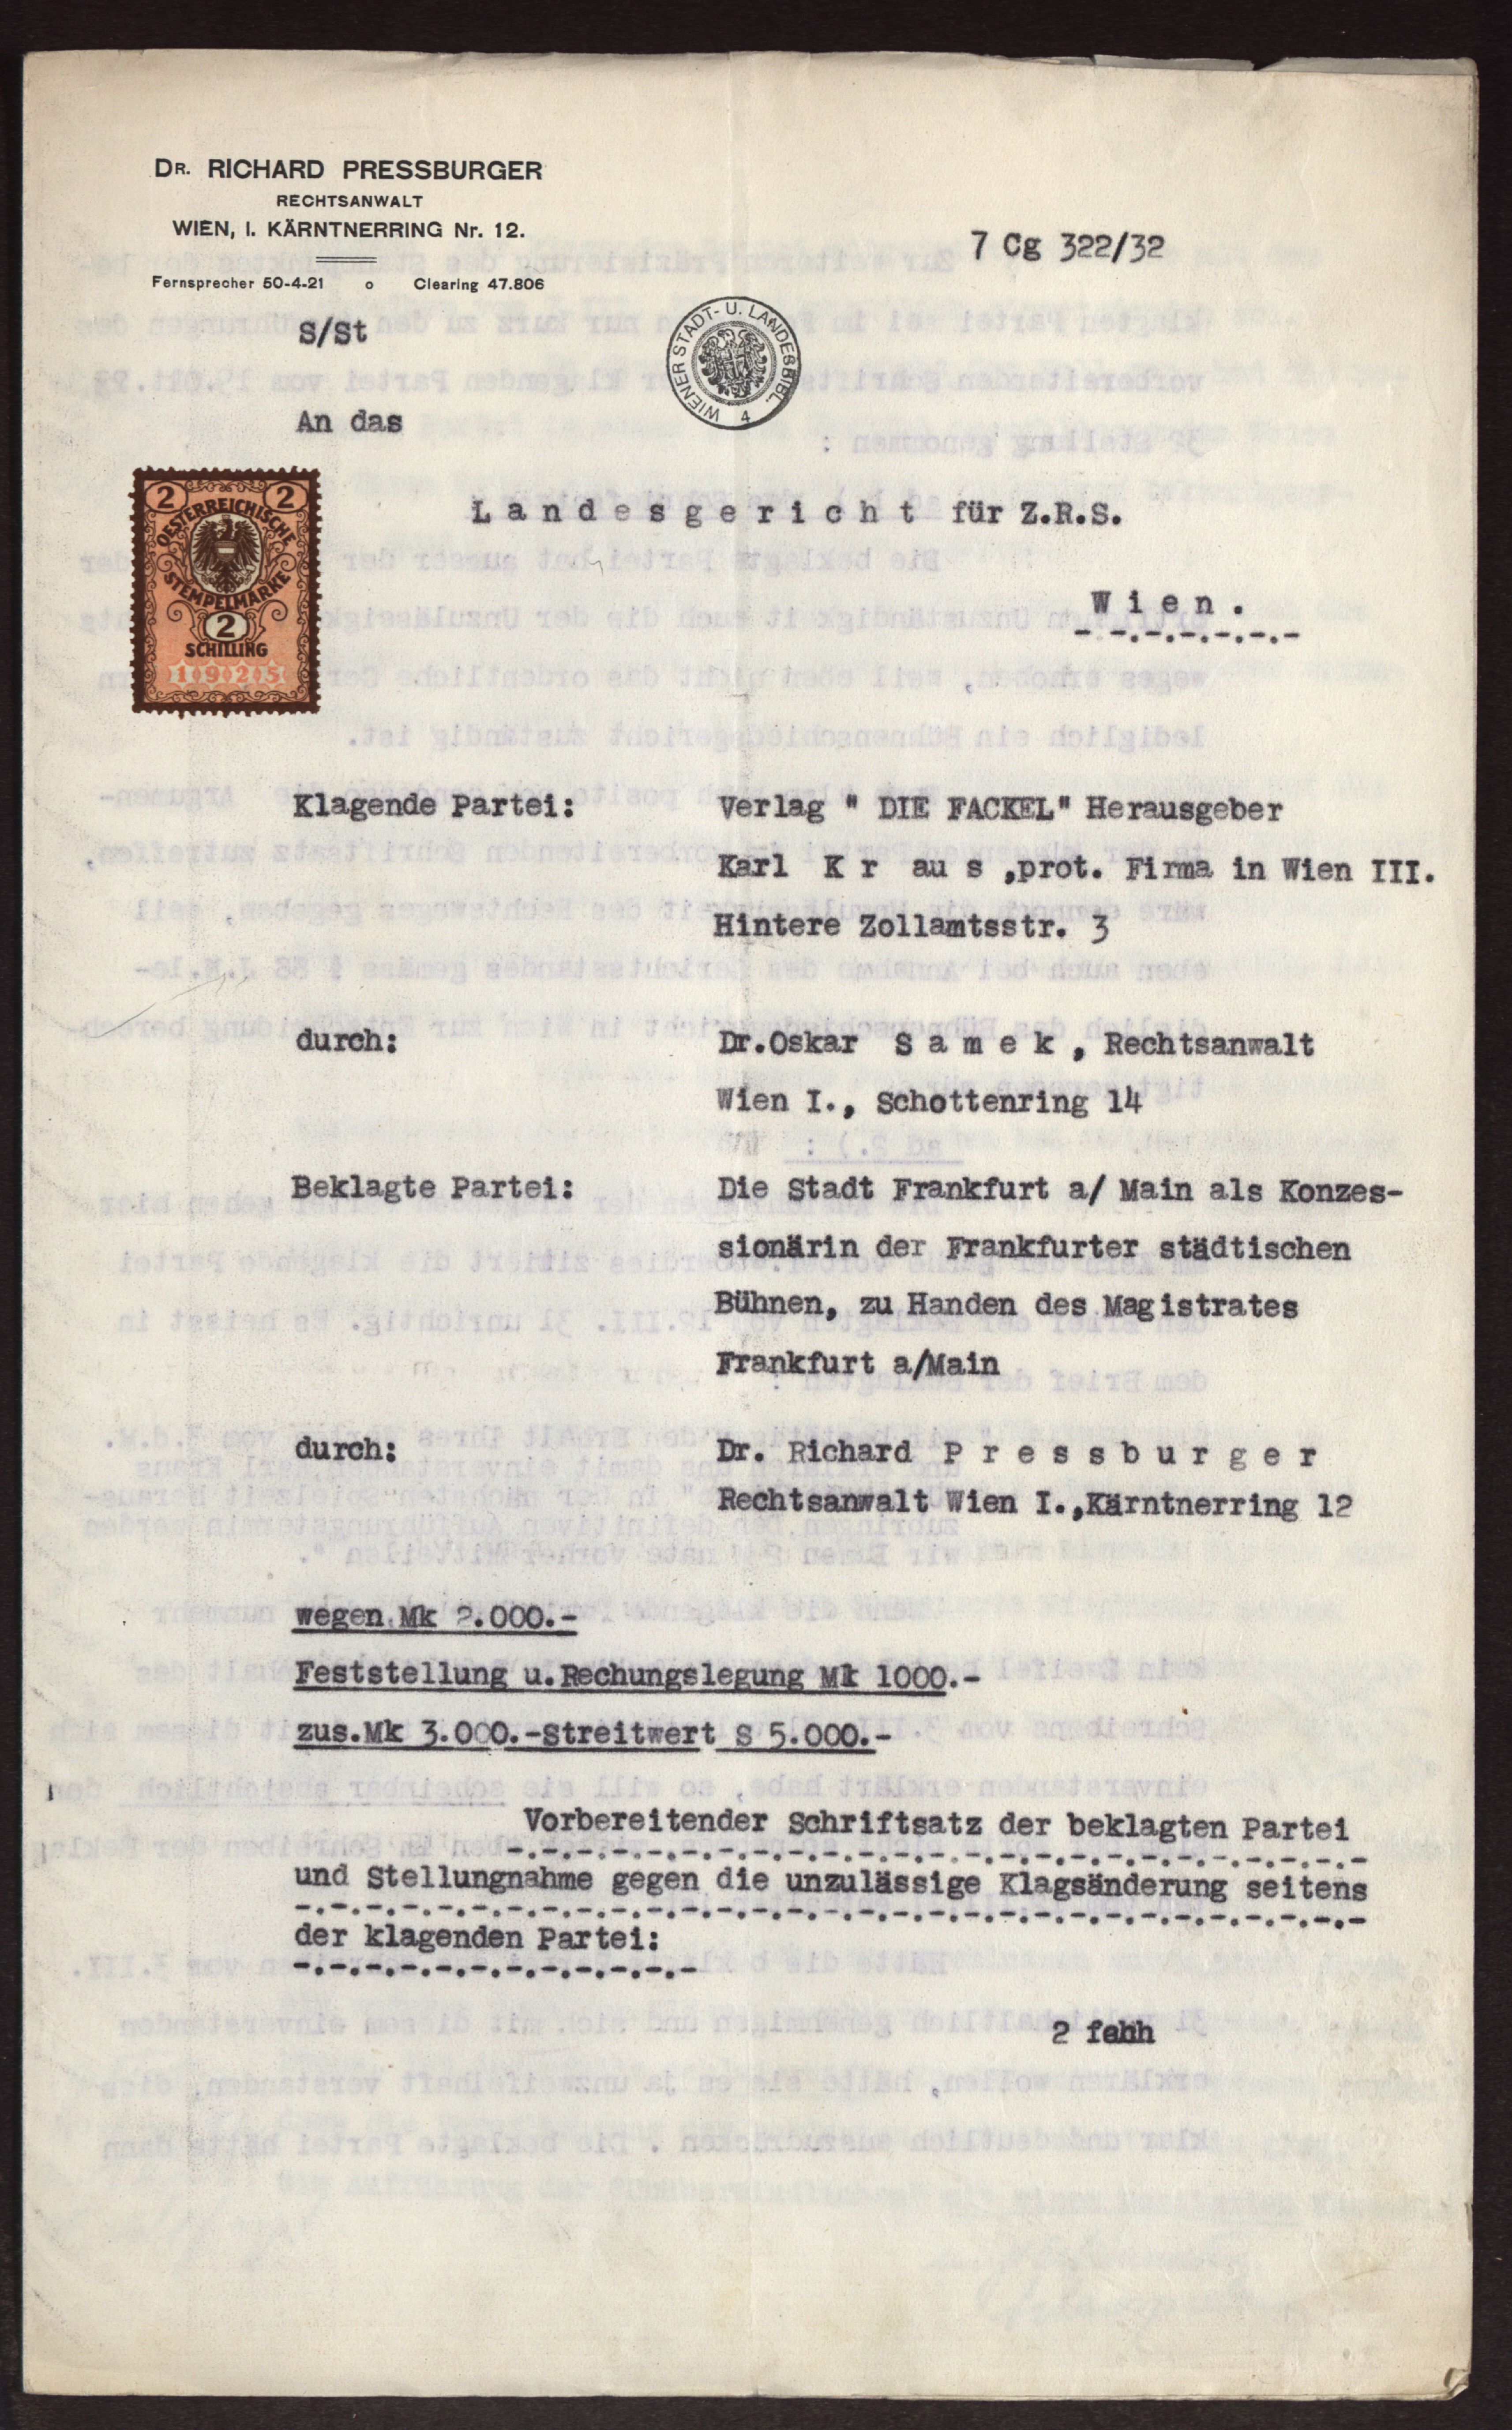 DR. RICHARD PRESSBURGER
RECHTSANWALT
WIEN, I. KÄRNTNERRING Nr. 12.
Fernsprecher 50-4-21 o Clearing 47.806
7 Cg 322/32
S/St
WIENER STADT- U. LANDESBIBL.
4
An das
2 2
OESTERREICHISCHE
STEMPELMARKE
2
SCHILLING
1925
L a n d e s g e r i c h t für Z.R.S.
W i e n .
- -.-.-.-.-.-
Klagende Partei: Verlag " DIE FACKEL" Herausgeber
Karl K r au s ,prot. Firma in Wien III.
Hintere Zollamtsstr. 3
durch: Dr.Oskar S a m e k , Rechtsanwalt
Wien I., Schottenring 14
Beklagte Partei: Die Stadt Frankfurt a/ Main als Konzes-
sionärin der Frankfurter städtischen
Bühnen, zu Handen des Magistrates
Frankfurt a/Main
durch: Dr. Richard P r e s s b u r g e r
Rechtsanwalt Wien I.,Kärntnerring 12
wegen Mk 2.000.-
Feststellung u.Rechungslegung Mk 1000.-
zus.Mk 3.000.-Streitwert S 5.000.-
Vorbereitender Schriftsatz der beklagten Partei
und Stellungnahme gegen die unzulässige Klagsänderung seitens
der klagenden Partei:
2 fach